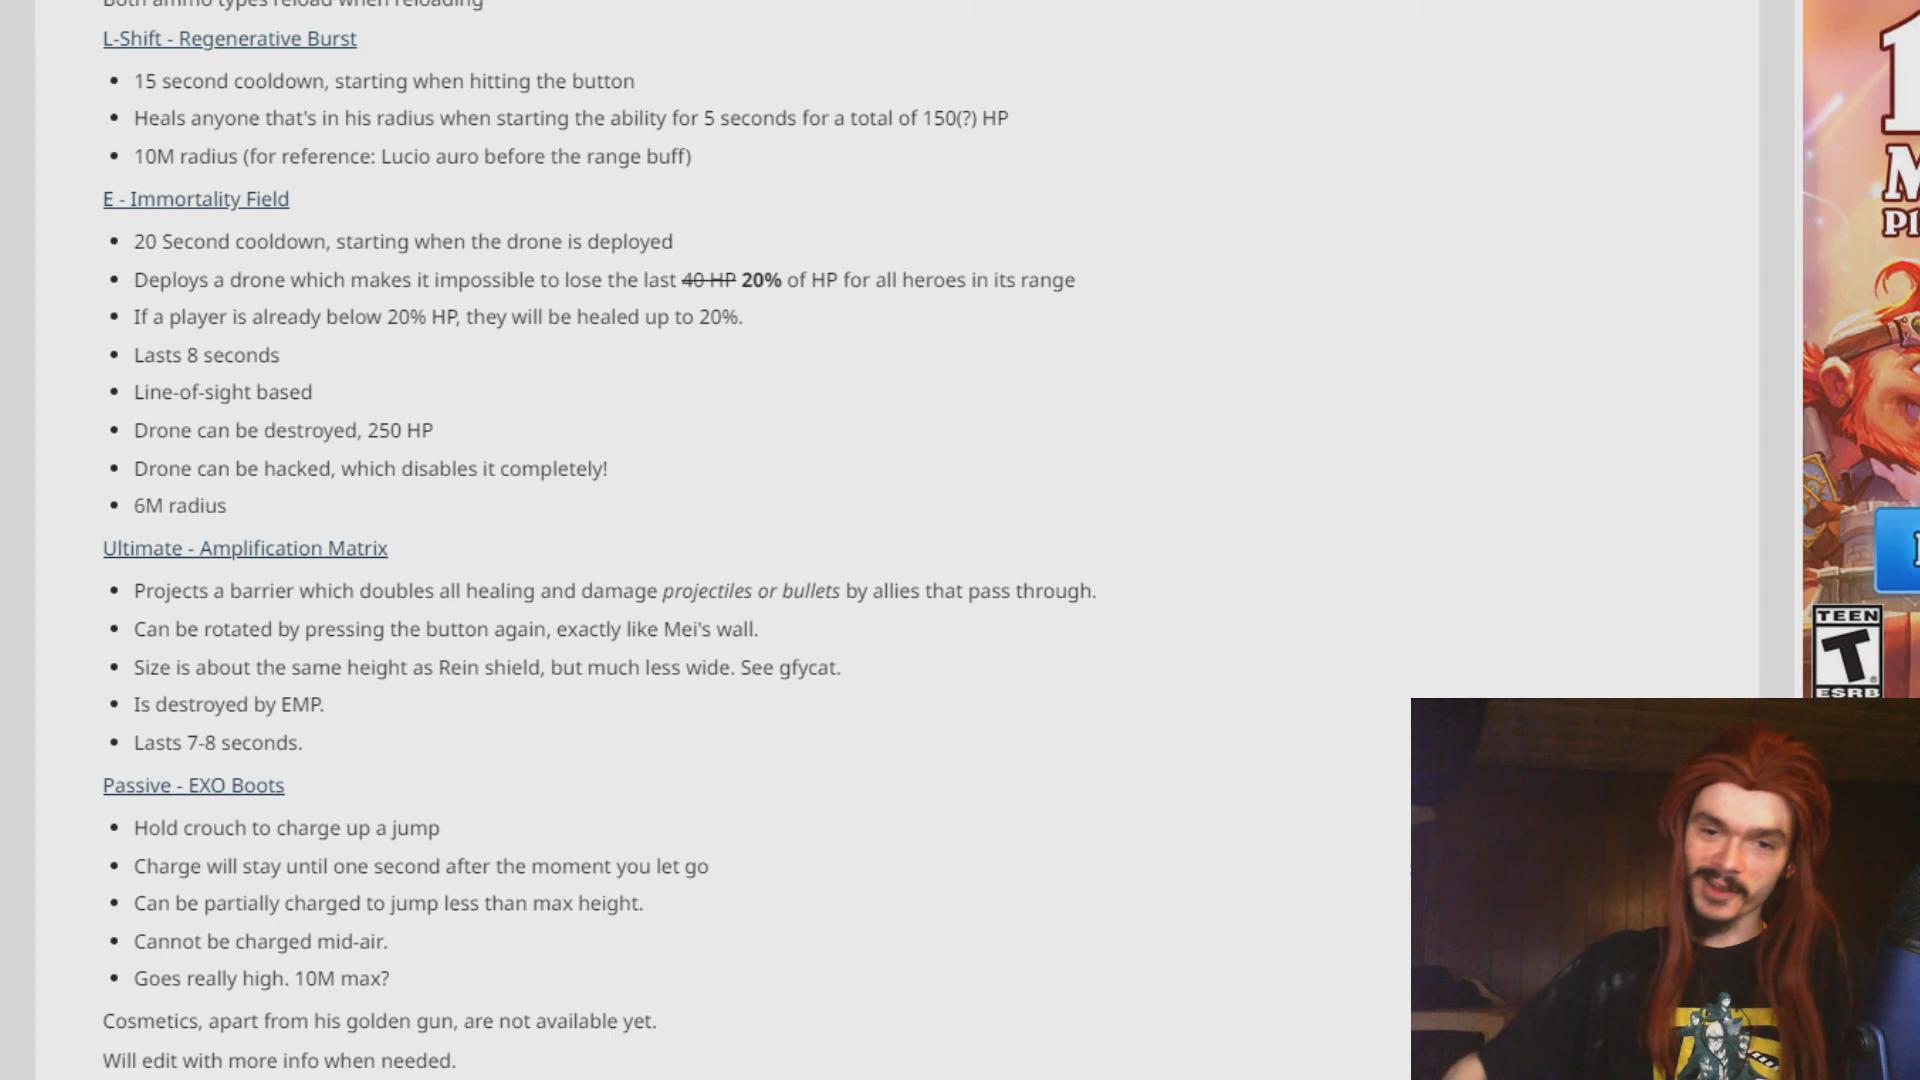 Both ammo types reload when reloading
L-Shift - Regenerative Burst
15 second cooldown, starting when hitting the button
Heals anyone that's in his radius when starting the ability for 5 seconds for a total of 150(?) HP
10M radius (for reference: Lucio auro before the range buff)
E - Immortality Field
20 Second cooldown, starting when the drone is deployed
Deploys a drone which makes it impossible to lose the last 40 HP 20% of HP for all heroes in its range
If a player is already below 20% HP, they will be healed up to 20%.
Lasts 8 seconds
Line-of-sight based
Drone can be destroyed, 250 HP
Drone can be hacked, which disables it completely!
6M radius
Ultimate - Amplification Matrix
Projects a barrier which doubles all healing and damage projectiles or bullets by allies that pass through.
Can be rotated by pressing the button again, exactly like Mei's wall.
Size is about the same height as Rein shield, but much less wide. See gfycat.
Is destroyed by EMP.
Lasts 7-8 seconds.
Passive - EXO Boots
Hold crouch to charge up a jump
Charge will stay until one second after the moment you let go
Can be partially charged to jump less than max height.
Cannot be charged mid-air.
Goes really high. 10M max?
Cosmetics, apart from his golden gun, are not available yet.
Will edit with more info when needed.
TEEN
T
ESRB